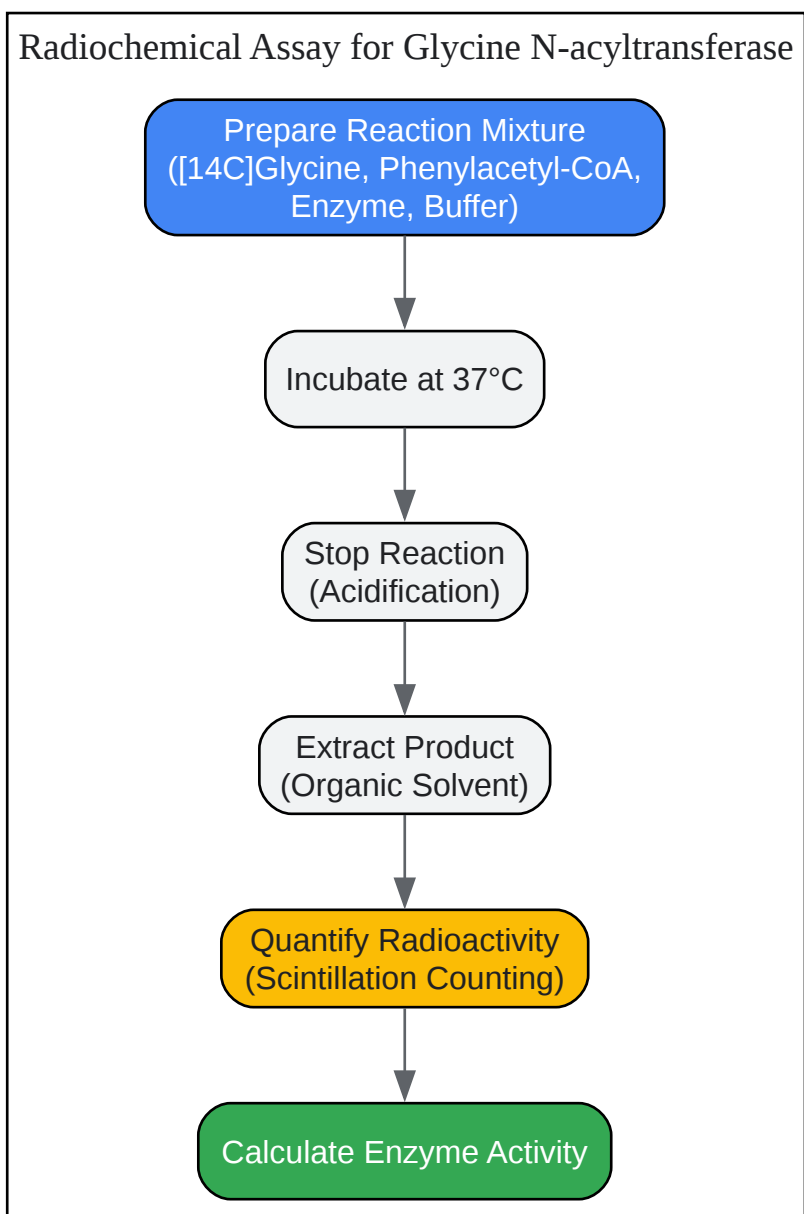 Radiochemical Assay for Glycine N-acyltransferase
Prepare Reaction Mixture
([14C]Glycine, Phenylacetyl-CoA,
Enzyme, Buffer)
Incubate at 37°C
Stop Reaction
(Acidification)
Extract Product
(Organic Solvent)
Quantify Radioactivity
(Scintillation Counting)
Calculate Enzyme Activity